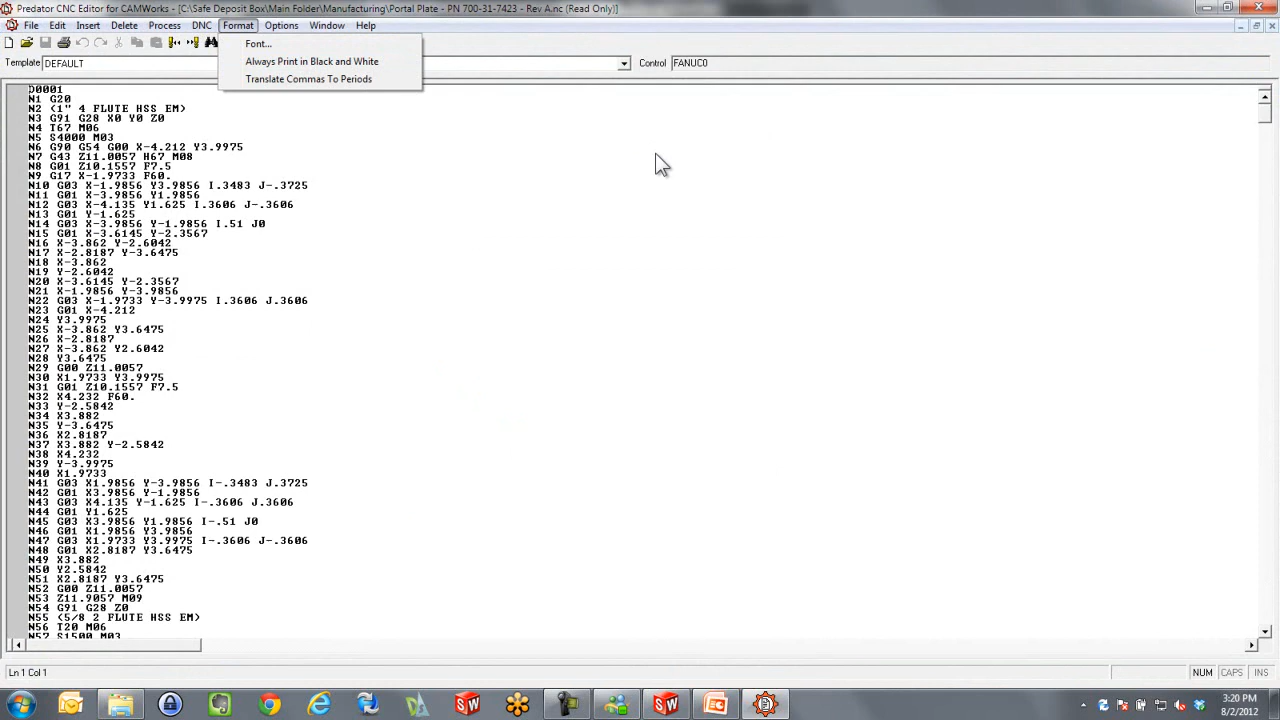 Predator CNC Editor for CAMWorks - [C:\Safe Deposit Box\Main Folder\Manufacturing\Portal Plate - PN 700-31-7423 - Rev A.nc (Read Only)]
File Edit Insert Delete Process DNC Format Options Window Help
Font...
Always Print in Black and White
Translate Commas To Periods
Template DEFAULT Control FANUC0
O0001
N1 G20
N2 (1" 4 FLUTE HSS EM)
N3 G91 G28 X0 Y0 Z0
N4 T67 M06
N5 S4000 M03
N6 G90 G54 G00 X-4.212 Y3.9975
N7 G43 Z11.0057 H67 M08
N8 G01 Z10.1557 F7.5
N9 G17 X-1.9733 F60.
N10 G03 X-1.9856 Y3.9856 I.3483 J-.3725
N11 G01 X-3.9856 Y1.9856
N12 G03 X-4.135 Y1.625 I.3606 J-.3606
N13 G01 Y-1.625
N14 G03 X-3.9856 Y-1.9856 I.51 J0
N15 G01 X-3.6145 Y-2.3567
N16 X-3.862 Y-2.6042
N17 X-2.8187 Y-3.6475
N18 X-3.862
N19 Y-2.6042
N20 X-3.6145 Y-2.3567
N21 X-1.9856 Y-3.9856
N22 G03 X-1.9733 Y-3.9975 I.3606 J.3606
N23 G01 X-4.212
N24 Y3.9975
N25 X-3.862 Y3.6475
N26 X-2.8187
N27 X-3.862 Y2.6042
N28 Y3.6475
N29 G00 Z11.0057
N30 X1.9733 Y3.9975
N31 G01 Z10.1557 F7.5
N32 X4.232 F60.
N33 Y-2.5842
N34 X3.882
N35 Y-3.6475
N36 X2.8187
N37 X3.882 Y-2.5842
N38 X4.232
N39 Y-3.9975
N40 X1.9733
N41 G03 X1.9856 Y-3.9856 I-.3483 J.3725
N42 G01 X3.9856 Y-1.9856
N43 G03 X4.135 Y-1.625 I-.3606 J.3606
N44 G01 Y1.625
N45 G03 X3.9856 Y1.9856 I-.51 J0
N46 G01 X1.9856 Y3.9856
N47 G03 X1.9733 Y3.9975 I-.3606 J-.3606
N48 G01 X2.8187 Y3.6475
N49 X3.882
N50 Y2.5842
N51 X2.8187 Y3.6475
N52 G00 Z11.0057
N53 Z11.9057 M09
N54 G91 G28 Z0
N55 (5/8 2 FLUTE HSS EM)
N56 T20 M06
N57 S1500 M03
Ln 1 Col 1 NUM CAPS INS
3:20 PM
8/2/2012